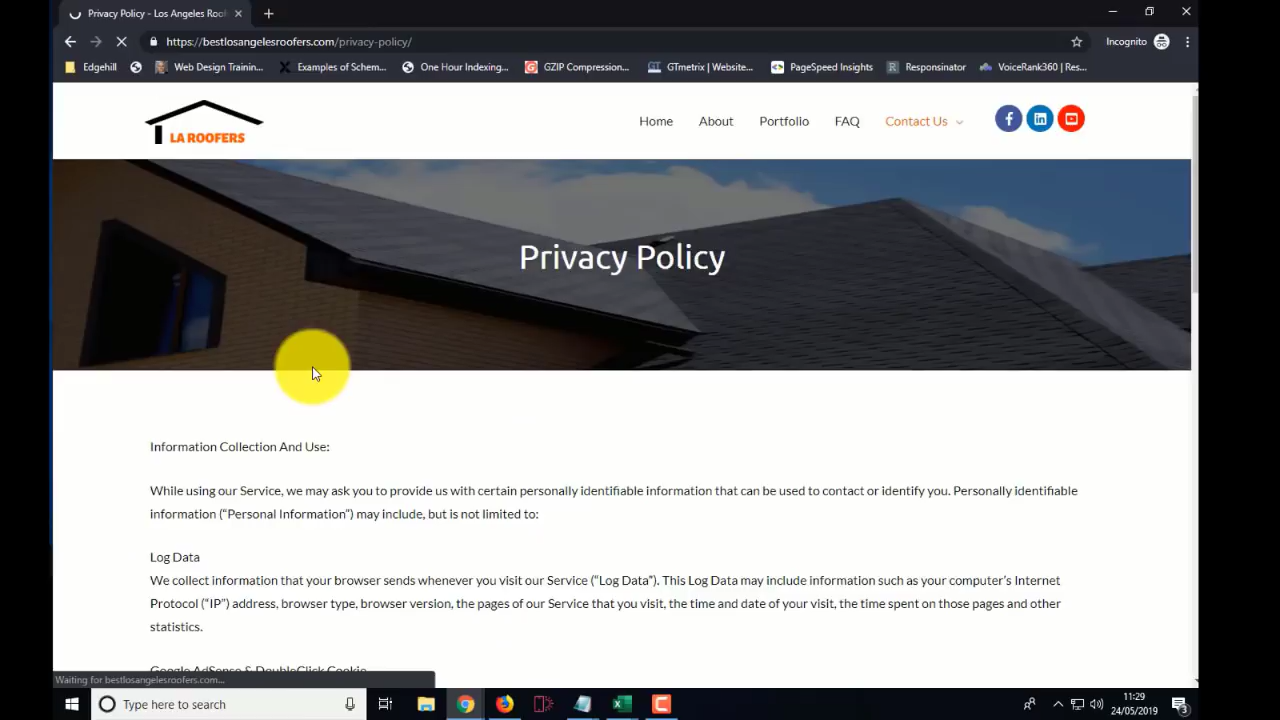 Privacy Policy - Los Angeles Roof
https://bestlosangelesroofers.com/privacy-policy/
Incognito
Edgehill
Web Design Trainin...
Examples of Schem...
One Hour Indexing...
GZIP Compression...
GTmetrix | Website...
PageSpeed Insights
Responsinator
VoiceRank360 | Res...
LA ROOFERS
Home
About
Portfolio
FAQ
Contact Us
Privacy Policy
Information Collection And Use:
While using our Service, we may ask you to provide us with certain personally identifiable information that can be used to contact or identify you. Personally identifiable
information (“Personal Information”) may include, but is not limited to:
Log Data
We collect information that your browser sends whenever you visit our Service (“Log Data”). This Log Data may include information such as your computer’s Internet
Protocol (“IP”) address, browser type, browser version, the pages of our Service that you visit, the time and date of your visit, the time spent on those pages and other
statistics.
Google AdSense & DoubleClick Cookie
Waiting for bestlosangelesroofers.com...
Type here to search
11:29
24/05/2019
3